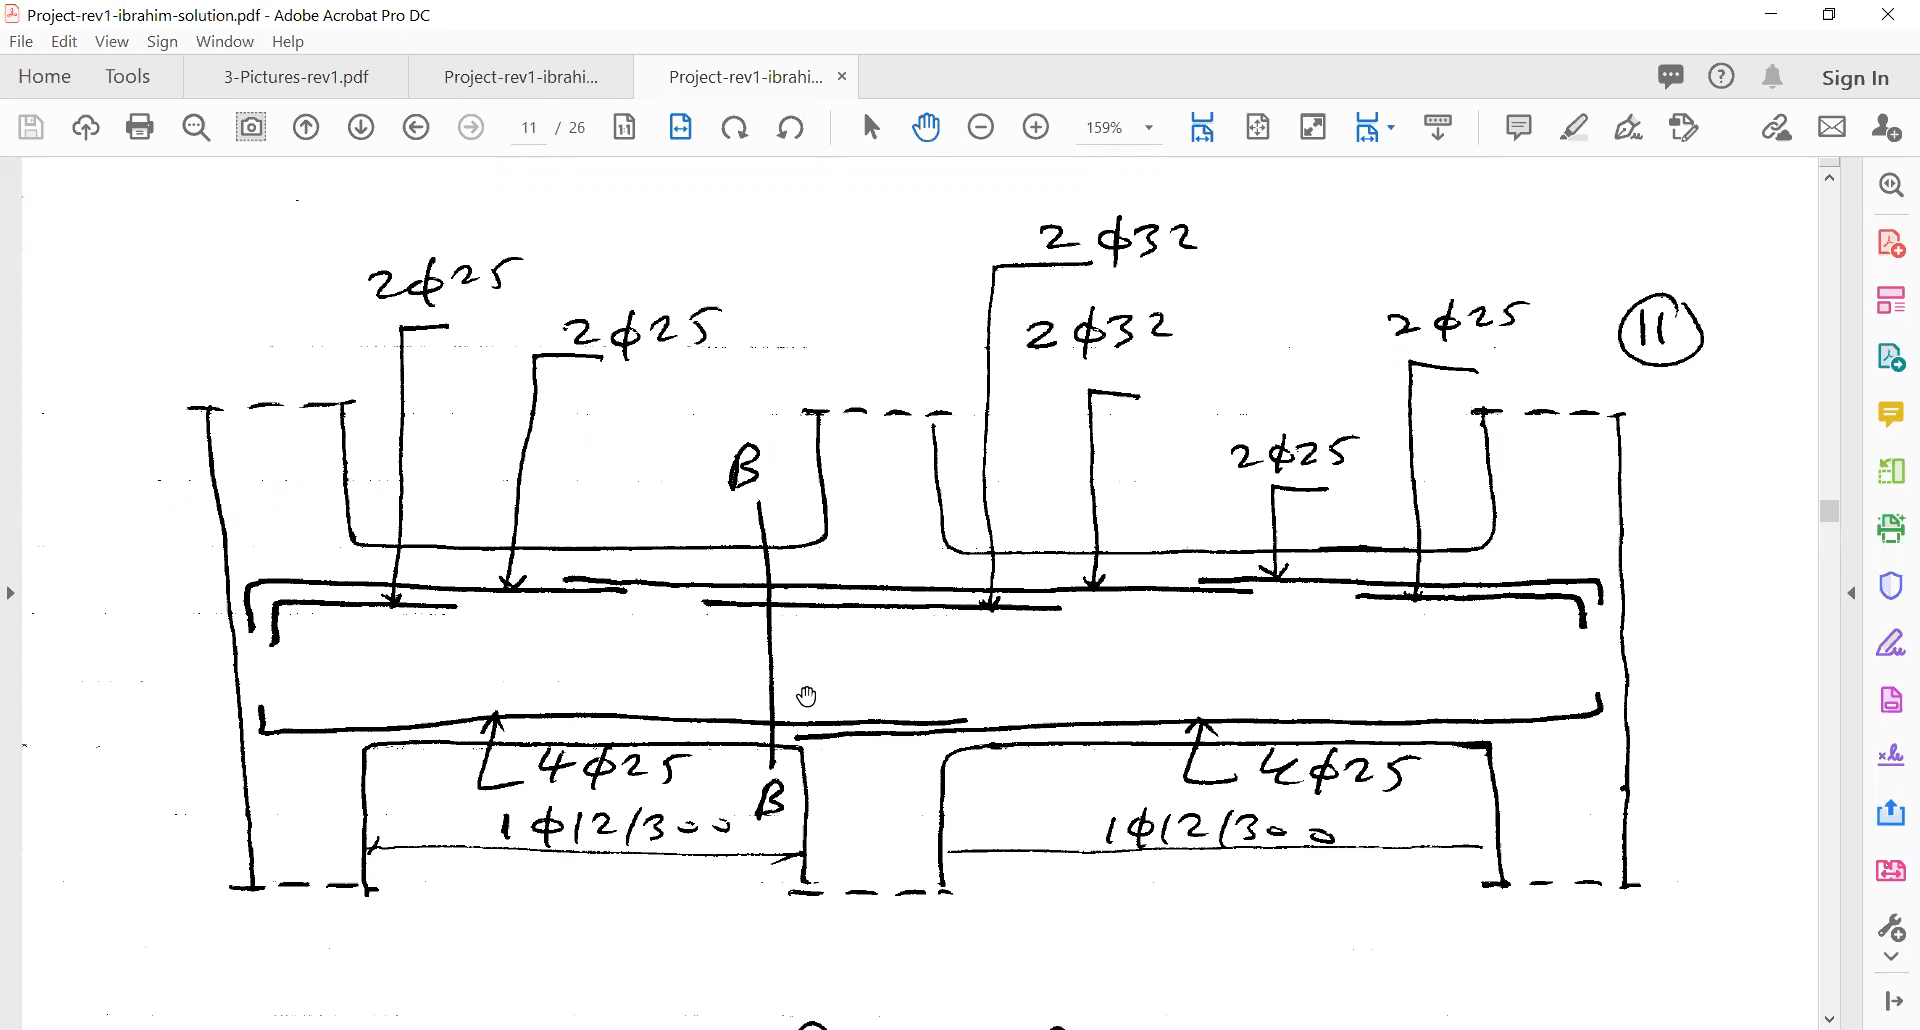 Project-rev1-ibrahim-solution.pdf - Adobe Acrobat Pro DC
File Edit View Sign Window Help
Home Tools 3-Pictures-rev1.pdf Project-rev1-ibrahi... Project-rev1-ibrahi... × Sign In
11 / 26 159%
2 ϕ32
2ϕ25
2ϕ25
2ϕ32
2ϕ25
11
B
2ϕ25
4ϕ25
4ϕ25
B
1ϕ12/300
1ϕ12/300